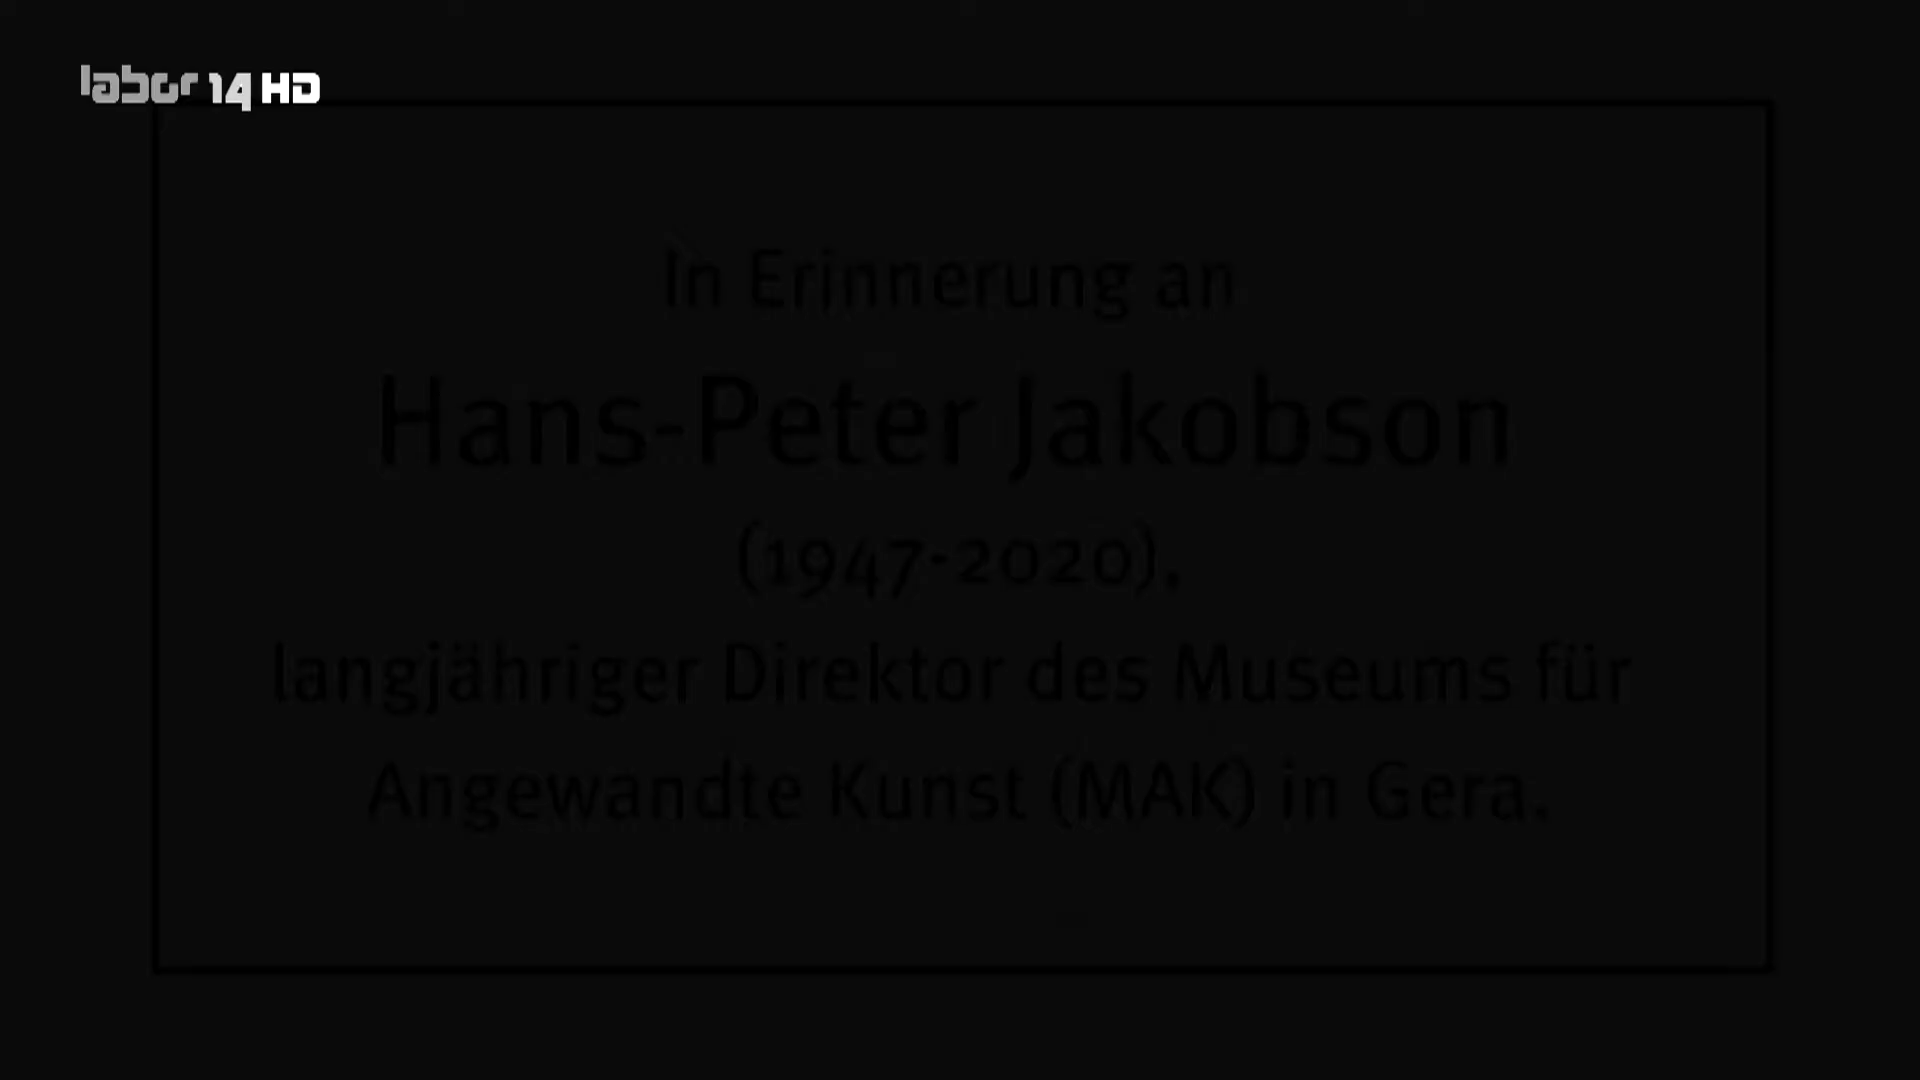 labor 14 HD
In Erinnerung an
Hans-Peter Jakobson
(1947-2020),
langjähriger Direktor des Museums für
Angewandte Kunst (MAK) in Gera.